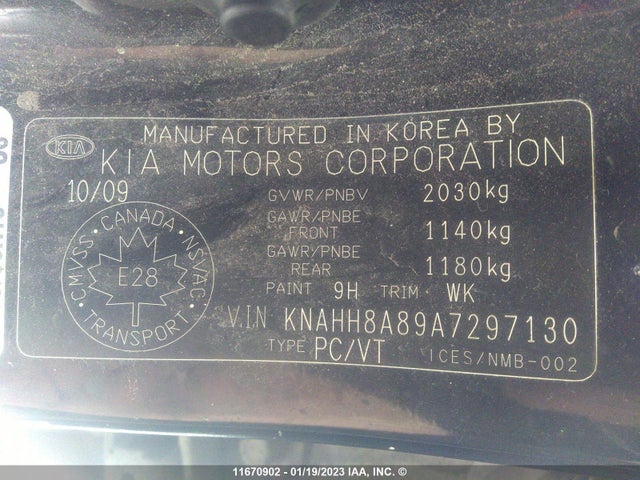 MANUFACTURED IN KOREA BY
KIA KIA MOTORS CORPORATION
10/09 GVWR/PNBV 2030kg
GAWR/PNBE
FRONT 1140kg
GAWR/PNBE
REAR 1180kg
PAINT 9H TRIM WK
V.I.N KNAHH8A89A7297130
TYPE PC/VT ICES/NMB-002
CMVSS · CANADA · NSVAC
E28
TRANSPORT
11670902 - 01/19/2023 IAA, INC. ©